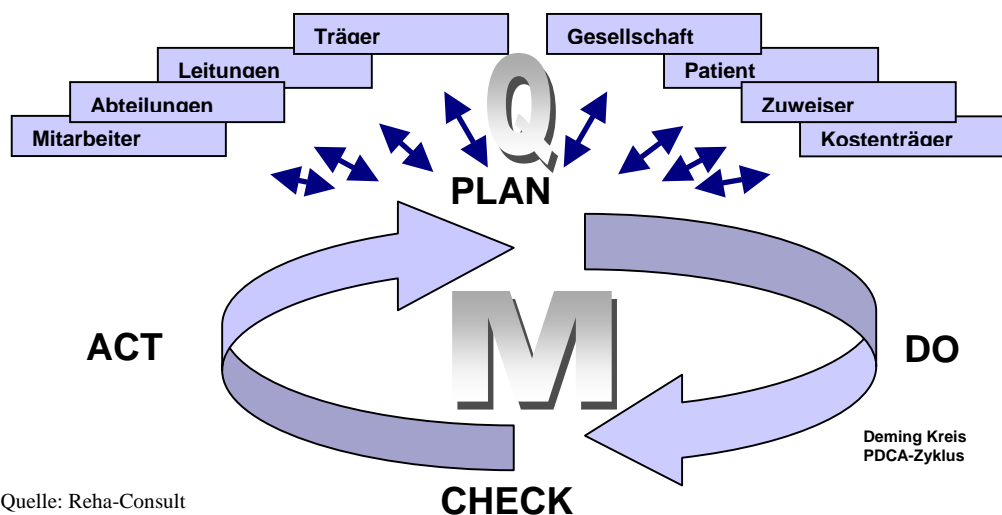 Träger
Gesellschaft
Leitungen
Patient
Abteilungen
Zuweiser
Mitarbeiter
Kostenträger
Q
PLAN
M
ACT
DO
Deming Kreis
PDCA-Zyklus
Quelle: Reha-Consult
CHECK